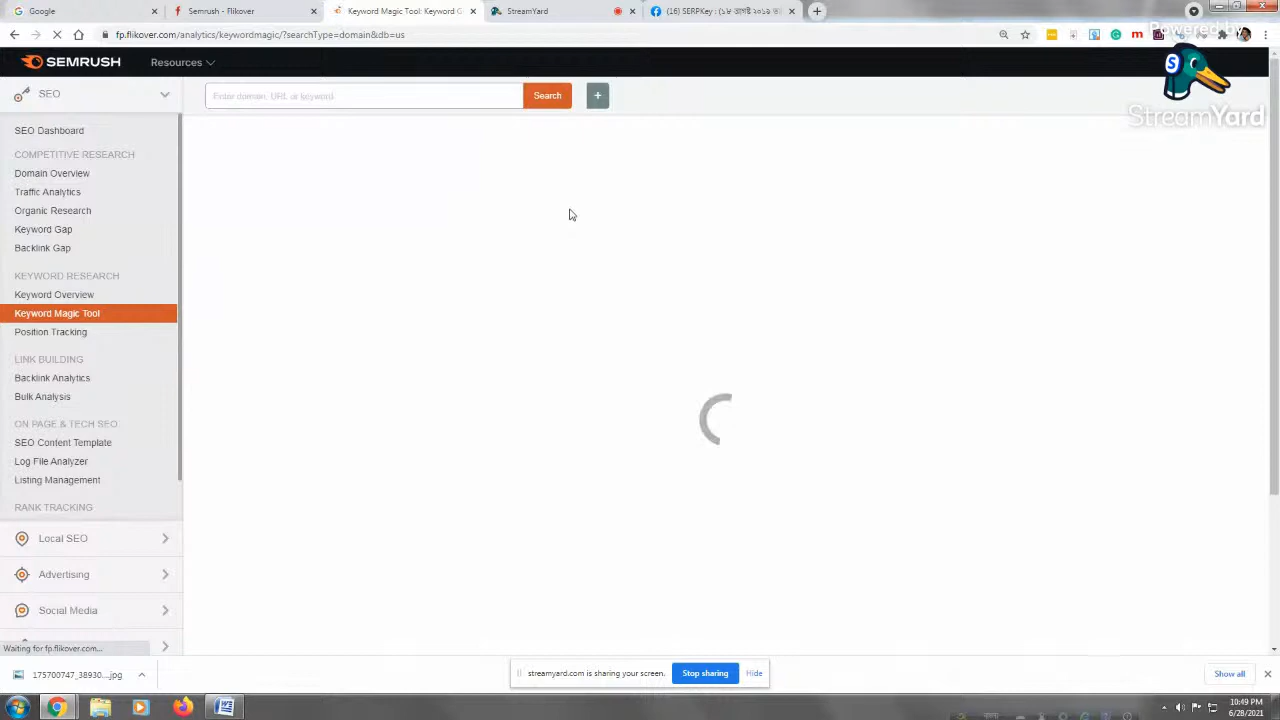 Google
Semrush - Flikover
Keyword Magic Tool: Keyword G
StreamYard
fp.flikover.com/analytics/keywordmagic/?searchType=domain&db=us
Powered by
StreamYard
SEMRUSH
Resources
SEO
Enter domain, URL or keyword
Search
+
SEO Dashboard
COMPETITIVE RESEARCH
Domain Overview
Traffic Analytics
Organic Research
Keyword Gap
Backlink Gap
KEYWORD RESEARCH
Keyword Overview
Keyword Magic Tool
Position Tracking
LINK BUILDING
Backlink Analytics
Bulk Analysis
ON PAGE & TECH SEO
SEO Content Template
Log File Analyzer
Listing Management
RANK TRACKING
Local SEO
Advertising
Social Media
Waiting for fp.flikover.com...
175700747_38930....jpg
streamyard.com is sharing your screen.
Stop sharing
Hide
Show all
10:49 PM
6/28/2021